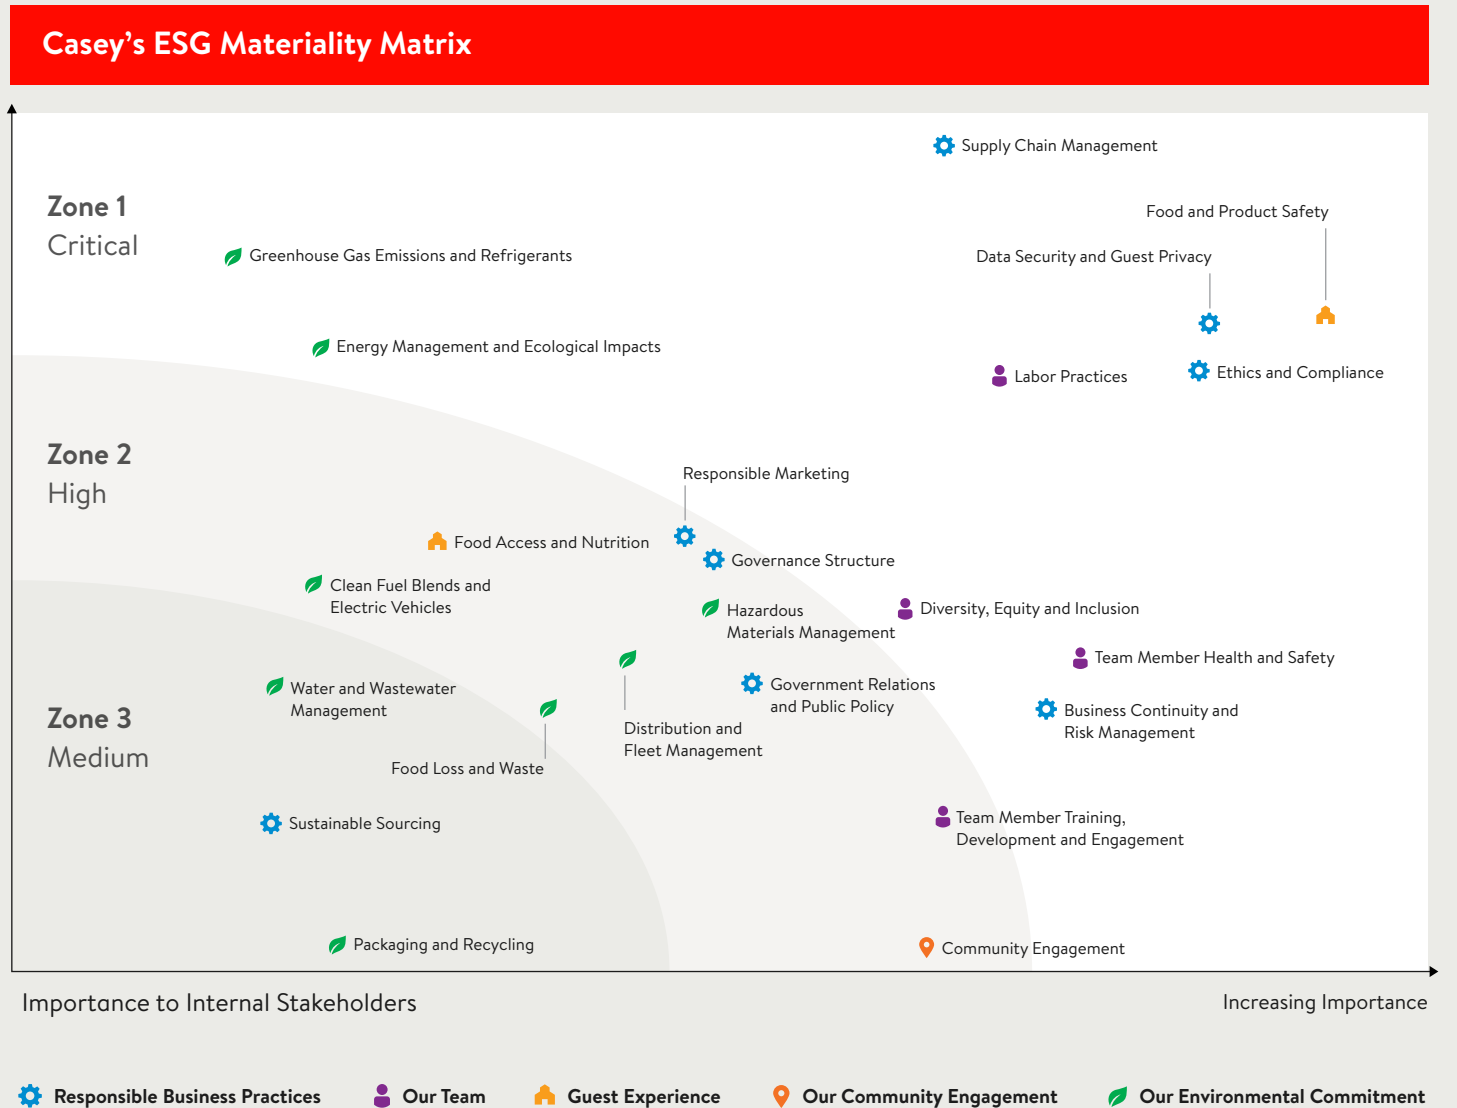 Casey’s ESG Materiality Matrix
Supply Chain Management
Zone 1
Critical
Food and Product Safety
Greenhouse Gas Emissions and Refrigerants
Data Security and Guest Privacy
Energy Management and Ecological Impacts
Labor Practices
Ethics and Compliance
Zone 2
High
Responsible Marketing
Food Access and Nutrition
Governance Structure
Clean Fuel Blends and
Electric Vehicles
Hazardous
Materials Management
Diversity, Equity and Inclusion
Team Member Health and Safety
Water and Wastewater
Management
Government Relations
and Public Policy
Zone 3
Medium
Distribution and
Fleet Management
Business Continuity and
Risk Management
Food Loss and Waste
Sustainable Sourcing
Team Member Training,
Development and Engagement
Packaging and Recycling
Community Engagement
Importance to Internal Stakeholders
Increasing Importance
Responsible Business Practices
Our Team
Guest Experience
Our Community Engagement
Our Environmental Commitment